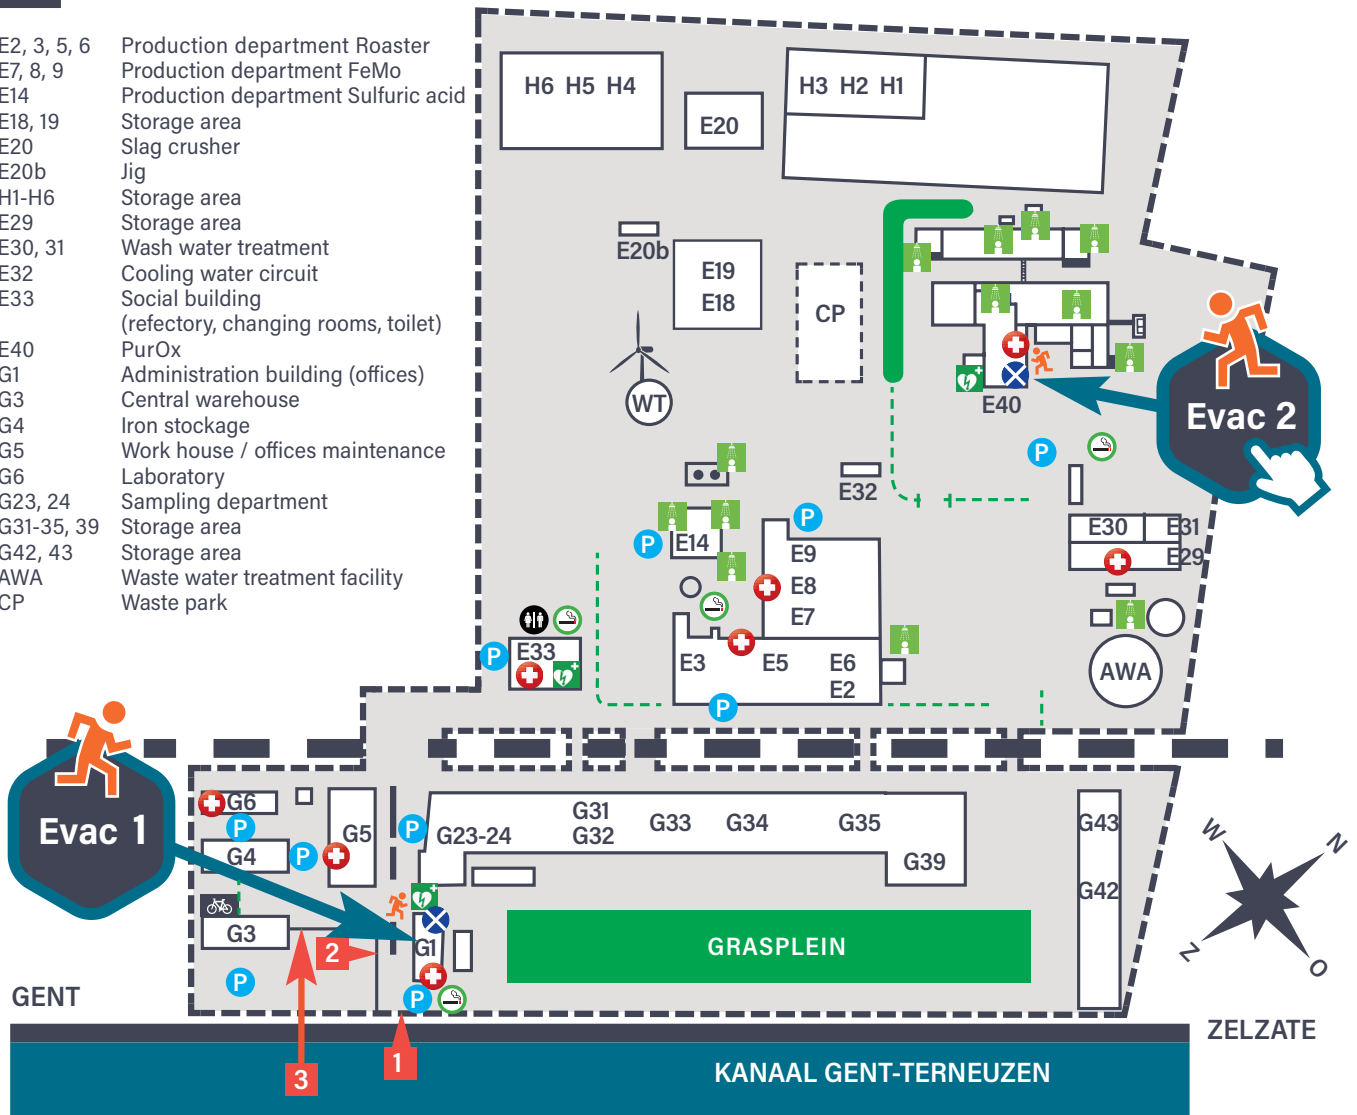 E2, 3, 5, 6 Production department Roaster
E7, 8, 9 Production department FeMo
E14 Production department Sulfuric acid
E18, 19 Storage area
E20 Slag crusher
E20b Jig
H1-H6 Storage area
E29 Storage area
E30, 31 Wash water treatment
E32 Cooling water circuit
E33 Social building
(refectory, changing rooms, toilet)
E40 PurOx
G1 Administration building (offices)
G3 Central warehouse
G4 Iron stockage
G5 Work house / offices maintenance
G6 Laboratory
G23, 24 Sampling department
G31-35, 39 Storage area
G42, 43 Storage area
AWA Waste water treatment facility
CP Waste park
H6 H5 H4
E20
H3 H2 H1
E20b
E19
E18
CP
WT
E40
Evac 2
P
E32
E30 E31
E29
P
E14
P
E9
E8
E7
P
E33
E3 E5 E6
E2
P
AWA
Evac 1
G6
P
G4
P
G5
P
G23-24
G31
G32
G33
G34
G35
G39
G43
G42
G3
2
G1
P
P
GRASPLEIN
W
N
Z
O
GENT
1
3
ZELZATE
KANAAL GENT-TERNEUZEN